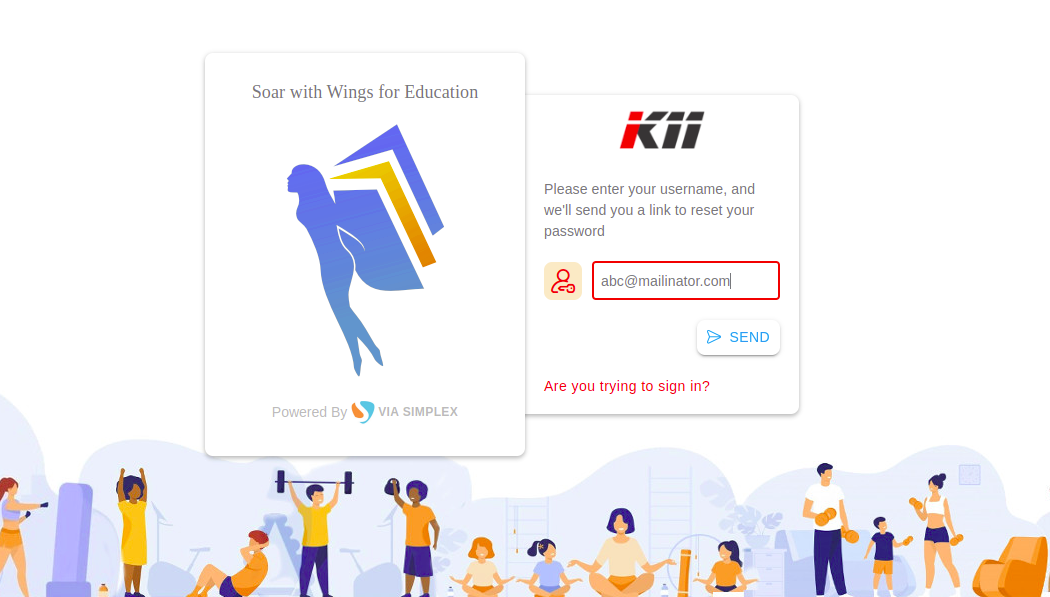 Soar with Wings for Education
Powered By VIA SIMPLEX
KII
Please enter your username, and
we'll send you a link to reset your
password
abc@mailinator.com
SEND
Are you trying to sign in?